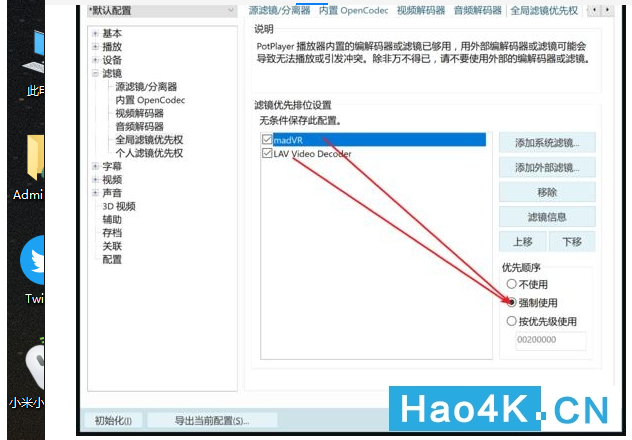 *默认配置
源滤镜/分离器 内置 OpenCodec 视频解码器 音频解码器 全局滤镜优先权
基本
播放
设备
滤镜
源滤镜/分离器
内置 OpenCodec
视频解码器
音频解码器
全局滤镜优先权
个人滤镜优先权
字幕
视频
声音
3D 视频
辅助
存档
关联
配置
说明
PotPlayer 播放器内置的编解码器或滤镜已够用，用外部编解码器或滤镜可能会
导致无法播放或引发冲突。除非万不得已，请不要使用外部的编解码器或滤镜。
滤镜优先排位设置
无条件保存此配置。
madVR
LAV Video Decoder
添加系统滤镜...
添加外部滤镜...
移除
滤镜信息
上移 下移
优先顺序
不使用
强制使用
按优先级使用
00200000
初始化(I) 导出当前配置(S)...
Admi
Twi
小米小
Hao4K.CN